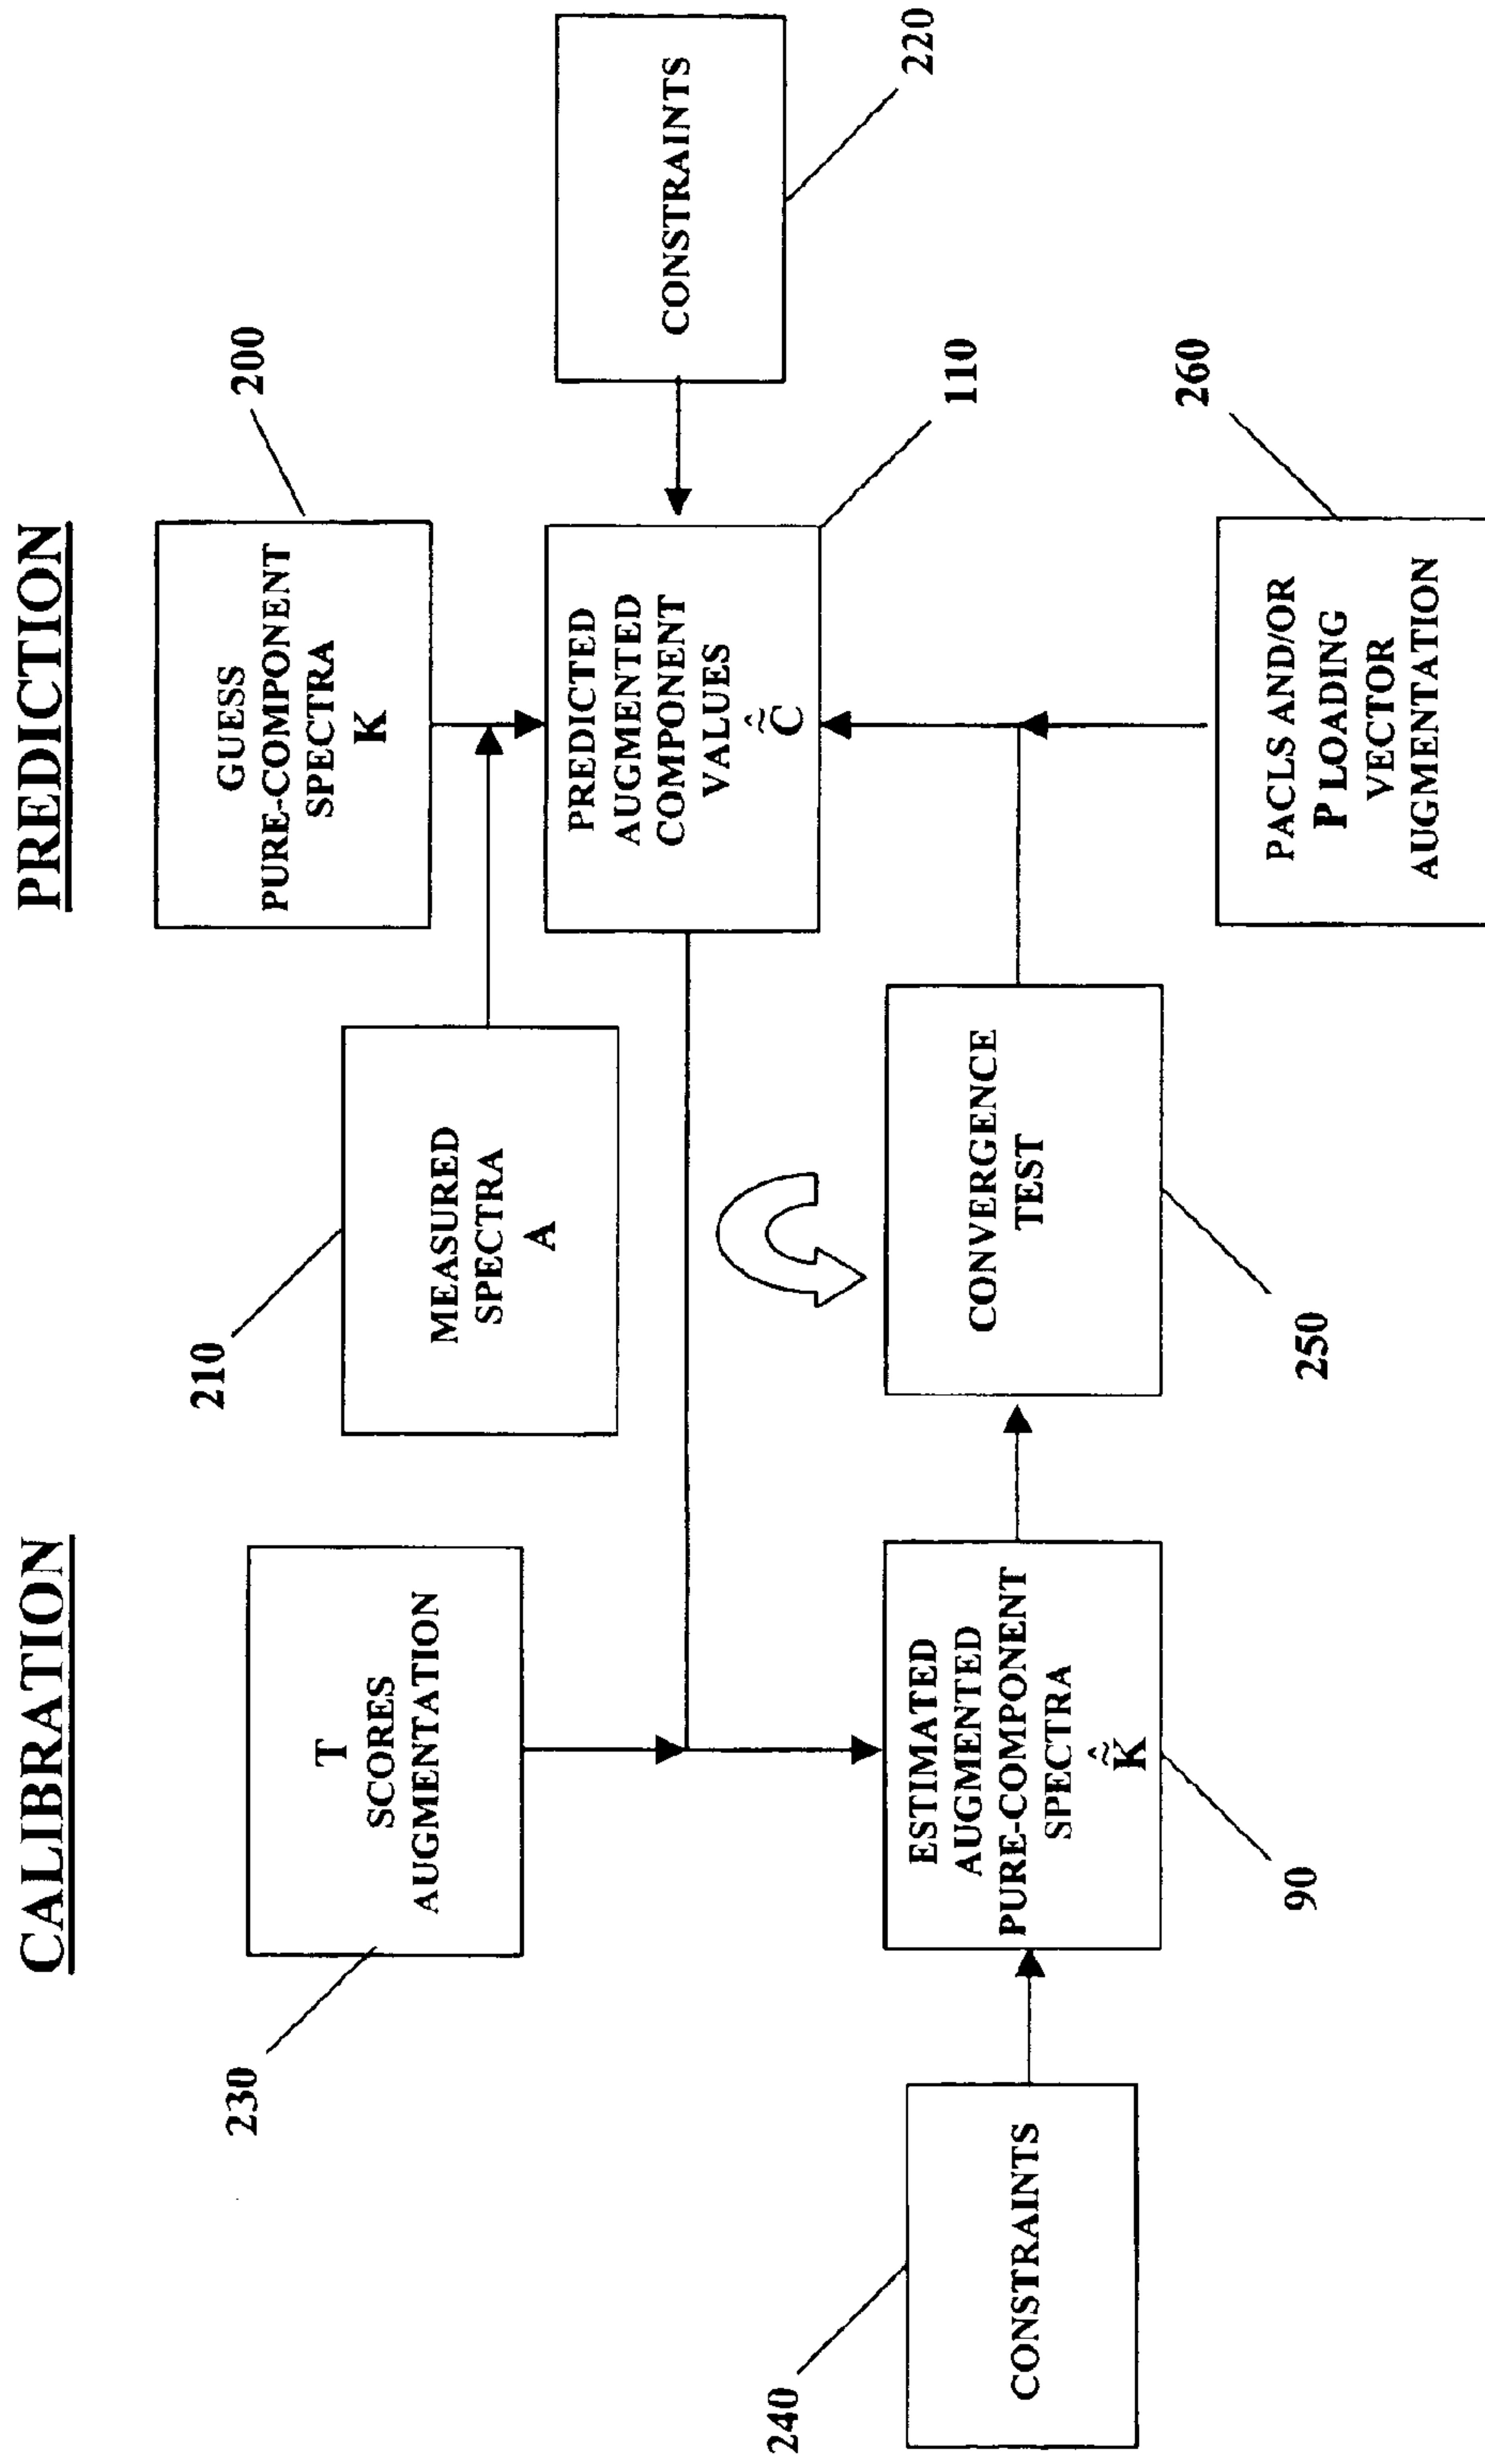 CALIBRATION
PREDICTION
230
T
SCORES
AUGMENTATION
210
MEASURED
SPECTRA
A
200
GUESS
PURE-COMPONENT
SPECTRA
K
PREDICTED
AUGMENTED
COMPONENT
VALUES
C̃̂
110
CONSTRAINTS
220
240
CONSTRAINTS
ESTIMATED
AUGMENTED
PURE-COMPONENT
SPECTRA
K̃̂
90
CONVERGENCE
TEST
250
PACLS AND/OR
P LOADING
VECTOR
AUGMENTATION
260